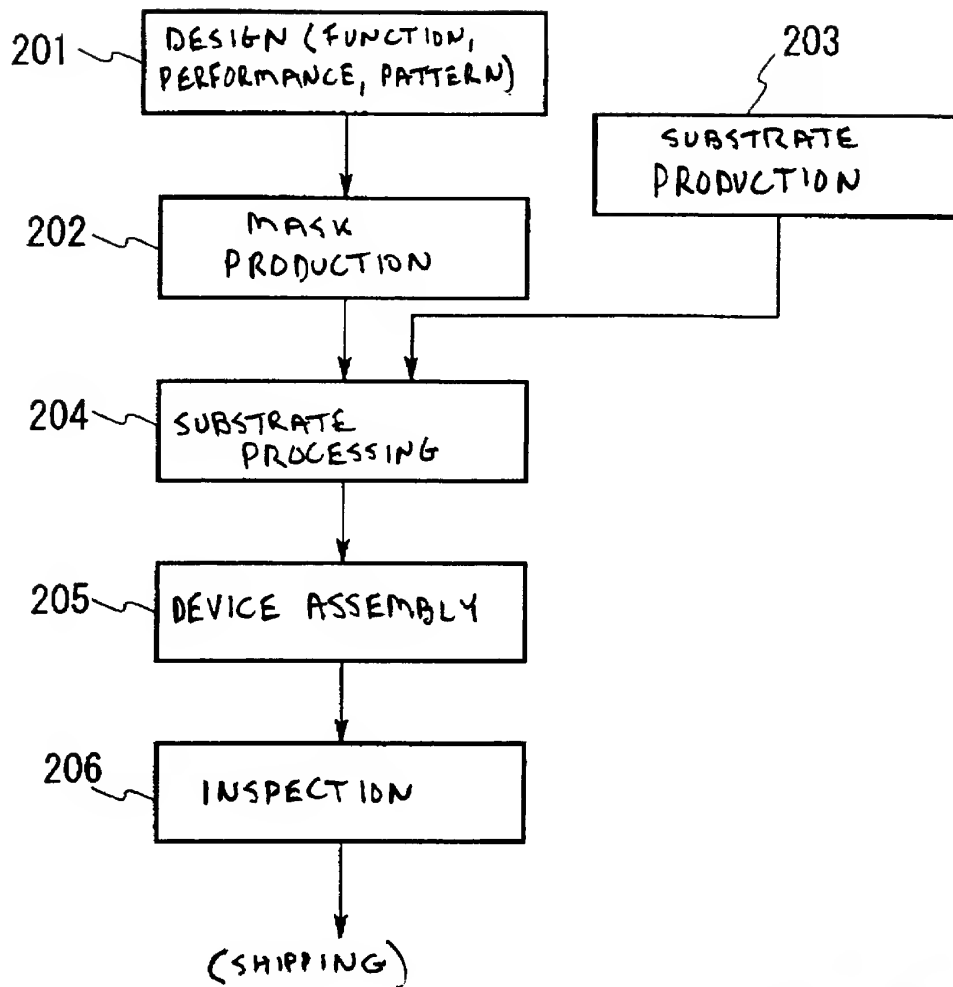 201
DESIGN (FUNCTION,
PERFORMANCE, PATTERN)
203
SUBSTRATE
PRODUCTION
202
MASK
PRODUCTION
204
SUBSTRATE
PROCESSING
205
DEVICE ASSEMBLY
206
INSPECTION
(SHIPPING)